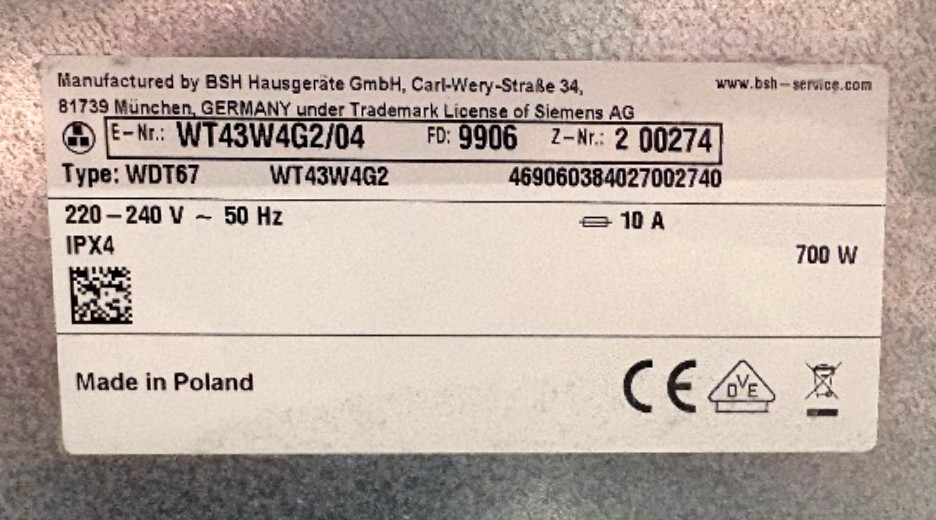 Manufactured by BSH Hausgeräte GmbH, Carl-Wery-Straße 34, www.bsh-service.com
81739 München, GERMANY under Trademark License of Siemens AG
E-Nr.: WT43W4G2/04 FD: 9906 Z-Nr.: 2 00274
Type: WDT67 WT43W4G2 469060384027002740
220-240 V ~ 50 Hz 10 A
IPX4 700 W
Made in Poland CE DVE